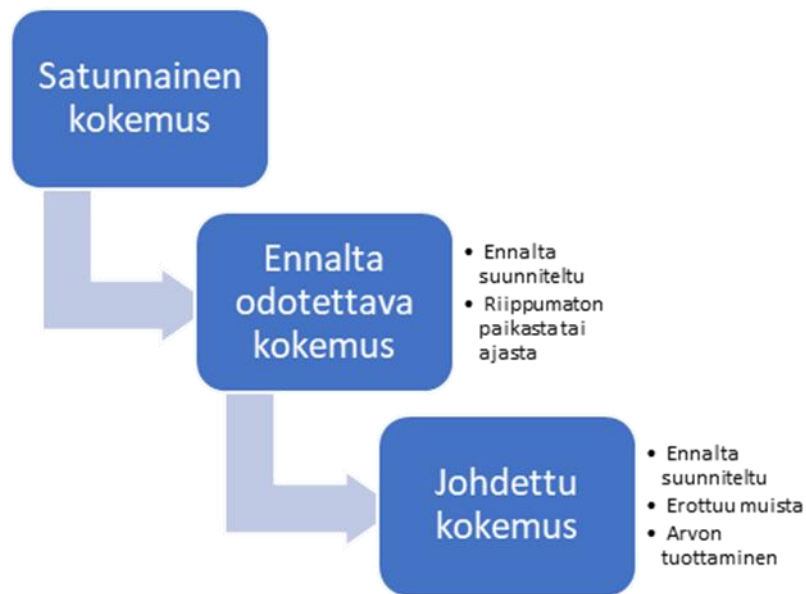 Satunnainen
kokemus
Ennalta
odotettava
kokemus
• Ennalta
suunniteltu
• Riippumaton
paikasta tai
ajasta
Johdettu
kokemus
• Ennalta
suunniteltu
• Erottuu muista
• Arvon
tuottaminen